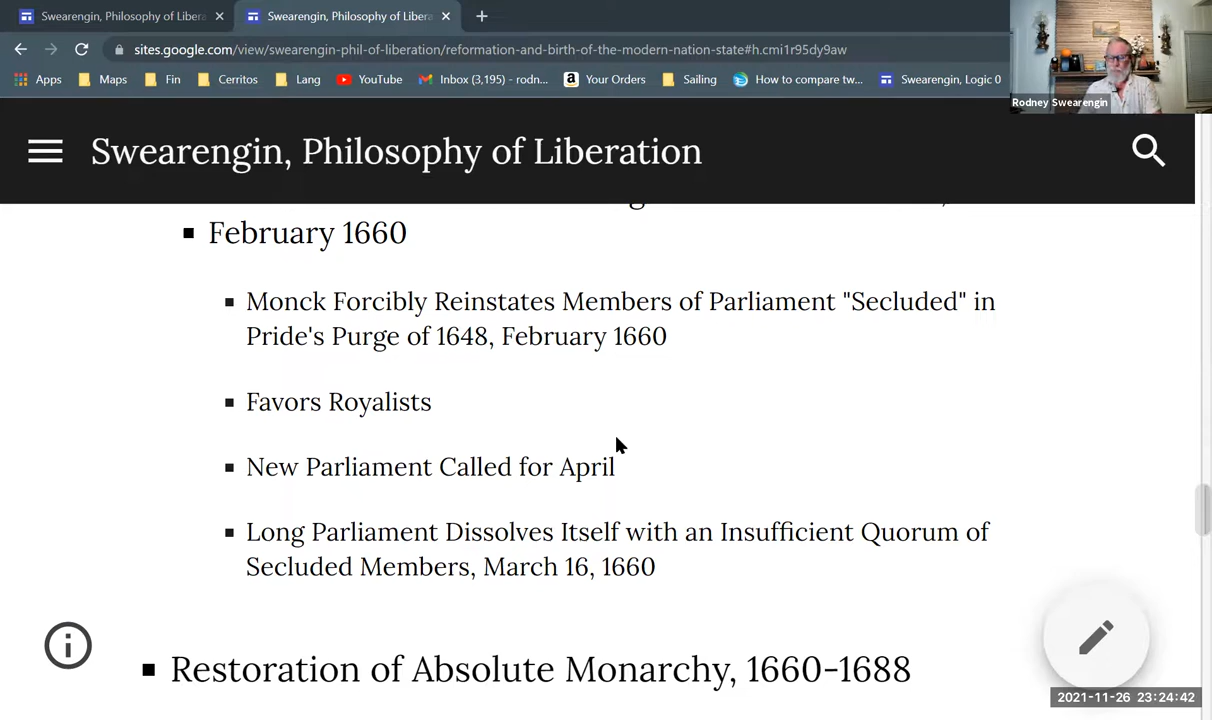 Swearengin, Philosophy of Libera
Swearengin, Philosophy of Libera
sites.google.com/view/swearengin-phil-of-liberation/reformation-and-birth-of-the-modern-nation-state#h.cmi1r95dy9aw
Apps Maps Fin Cerritos Lang YouTube Inbox (3,195) - rodn... Your Orders Sailing How to compare tw... Swearengin, Logic 0
Rodney Swearengin
Swearengin, Philosophy of Liberation
February 1660
Monck Forcibly Reinstates Members of Parliament "Secluded" in
Pride's Purge of 1648, February 1660
Favors Royalists
New Parliament Called for April
Long Parliament Dissolves Itself with an Insufficient Quorum of
Secluded Members, March 16, 1660
Restoration of Absolute Monarchy, 1660-1688
2021-11-26 23:24:42